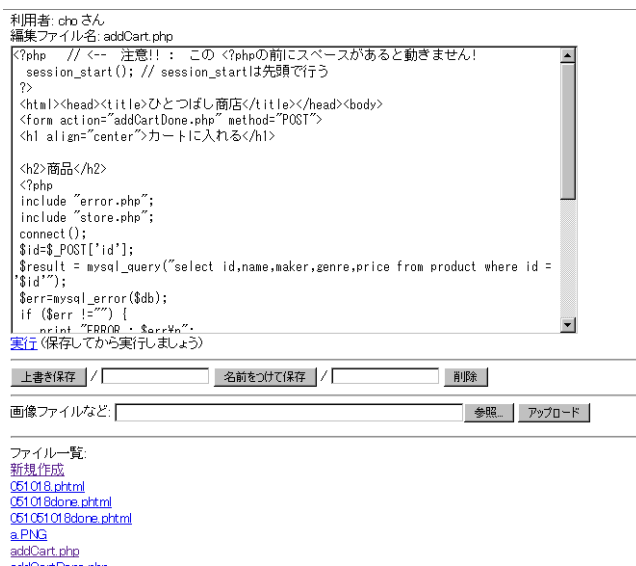 利用者: cho さん
編集ファイル名: addCart.php
<?php   // <--  注意!! :  この <?phpの前にスペースがあると動きません!
  session_start(); // session_startは先頭で行う
 ?>
 <html><head><title>ひとつばし商店</title></head><body>
 <form action="addCartDone.php" method="POST">
 <h1 align="center">カートに入れる</h1>
 <h2>商品</h2>
 <?php
 include "error.php";
 include "store.php";
 connect();
 $id=$_POST['id'];
 $result = mysql_query("select id,name,maker,genre,price from product where id =
'$id'");
 $err=mysql_error($db);
 if ($err !="") {
    print "ERROR : $err¥n";
実行 (保存してから実行しましょう)
上書き保存 / 名前をつけて保存 / 削除
画像ファイルなど: 参照... アップロード
ファイル一覧:
新規作成
051018.phtml
051018done.phtml
051051018done.phtml
a.PNG
addCart.php
addCartDone.php